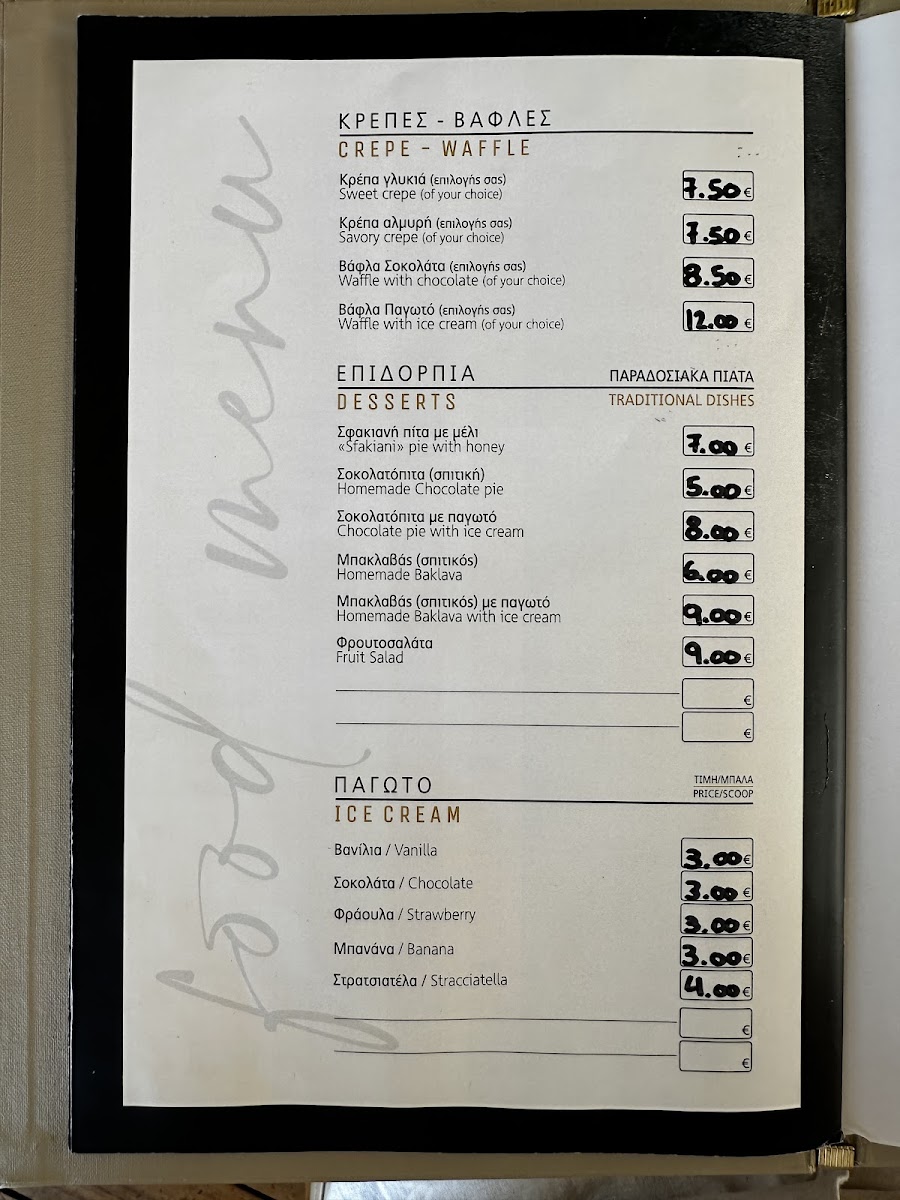 food menu
ΚΡΕΠΕΣ - ΒΑΦΛΕΣ
CREPE - WAFFLE
Κρέπα γλυκιά (επιλογής σας)
Sweet crepe (of your choice)
7.50 €
Κρέπα αλμυρή (επιλογής σας)
Savory crepe (of your choice)
7.50 €
Βάφλα Σοκολάτα (επιλογής σας)
Waffle with chocolate (of your choice)
8.50 €
Βάφλα Παγωτό (επιλογής σας)
Waffle with ice cream (of your choice)
12.00 €
ΕΠΙΔΟΡΠΙΑ
ΠΑΡΑΔΟΣΙΑΚΑ ΠΙΑΤΑ
DESSERTS
TRADITIONAL DISHES
Σφακιανή πίτα με μέλι
«Sfakiani» pie with honey
7.00 €
Σοκολατόπιτα (σπιτική)
Homemade Chocolate pie
5.00 €
Σοκολατόπιτα με παγωτό
Chocolate pie with ice cream
8.00 €
Μπακλαβάς (σπιτικός)
Homemade Baklava
6.00 €
Μπακλαβάς (σπιτικός) με παγωτό
Homemade Baklava with ice cream
9.00 €
Φρουτοσαλάτα
Fruit Salad
9.00 €
€
€
ΠΑΓΩΤΟ
ΤΙΜΗ/ΜΠΑΛΑ
ICE CREAM
PRICE/SCOOP
Βανίλια / Vanilla 3.00 €
Σοκολάτα / Chocolate 3.00 €
Φράουλα / Strawberry 3.00 €
Μπανάνα / Banana 3.00 €
Στρατσιατέλα / Stracciatella 4.00 €
€
€